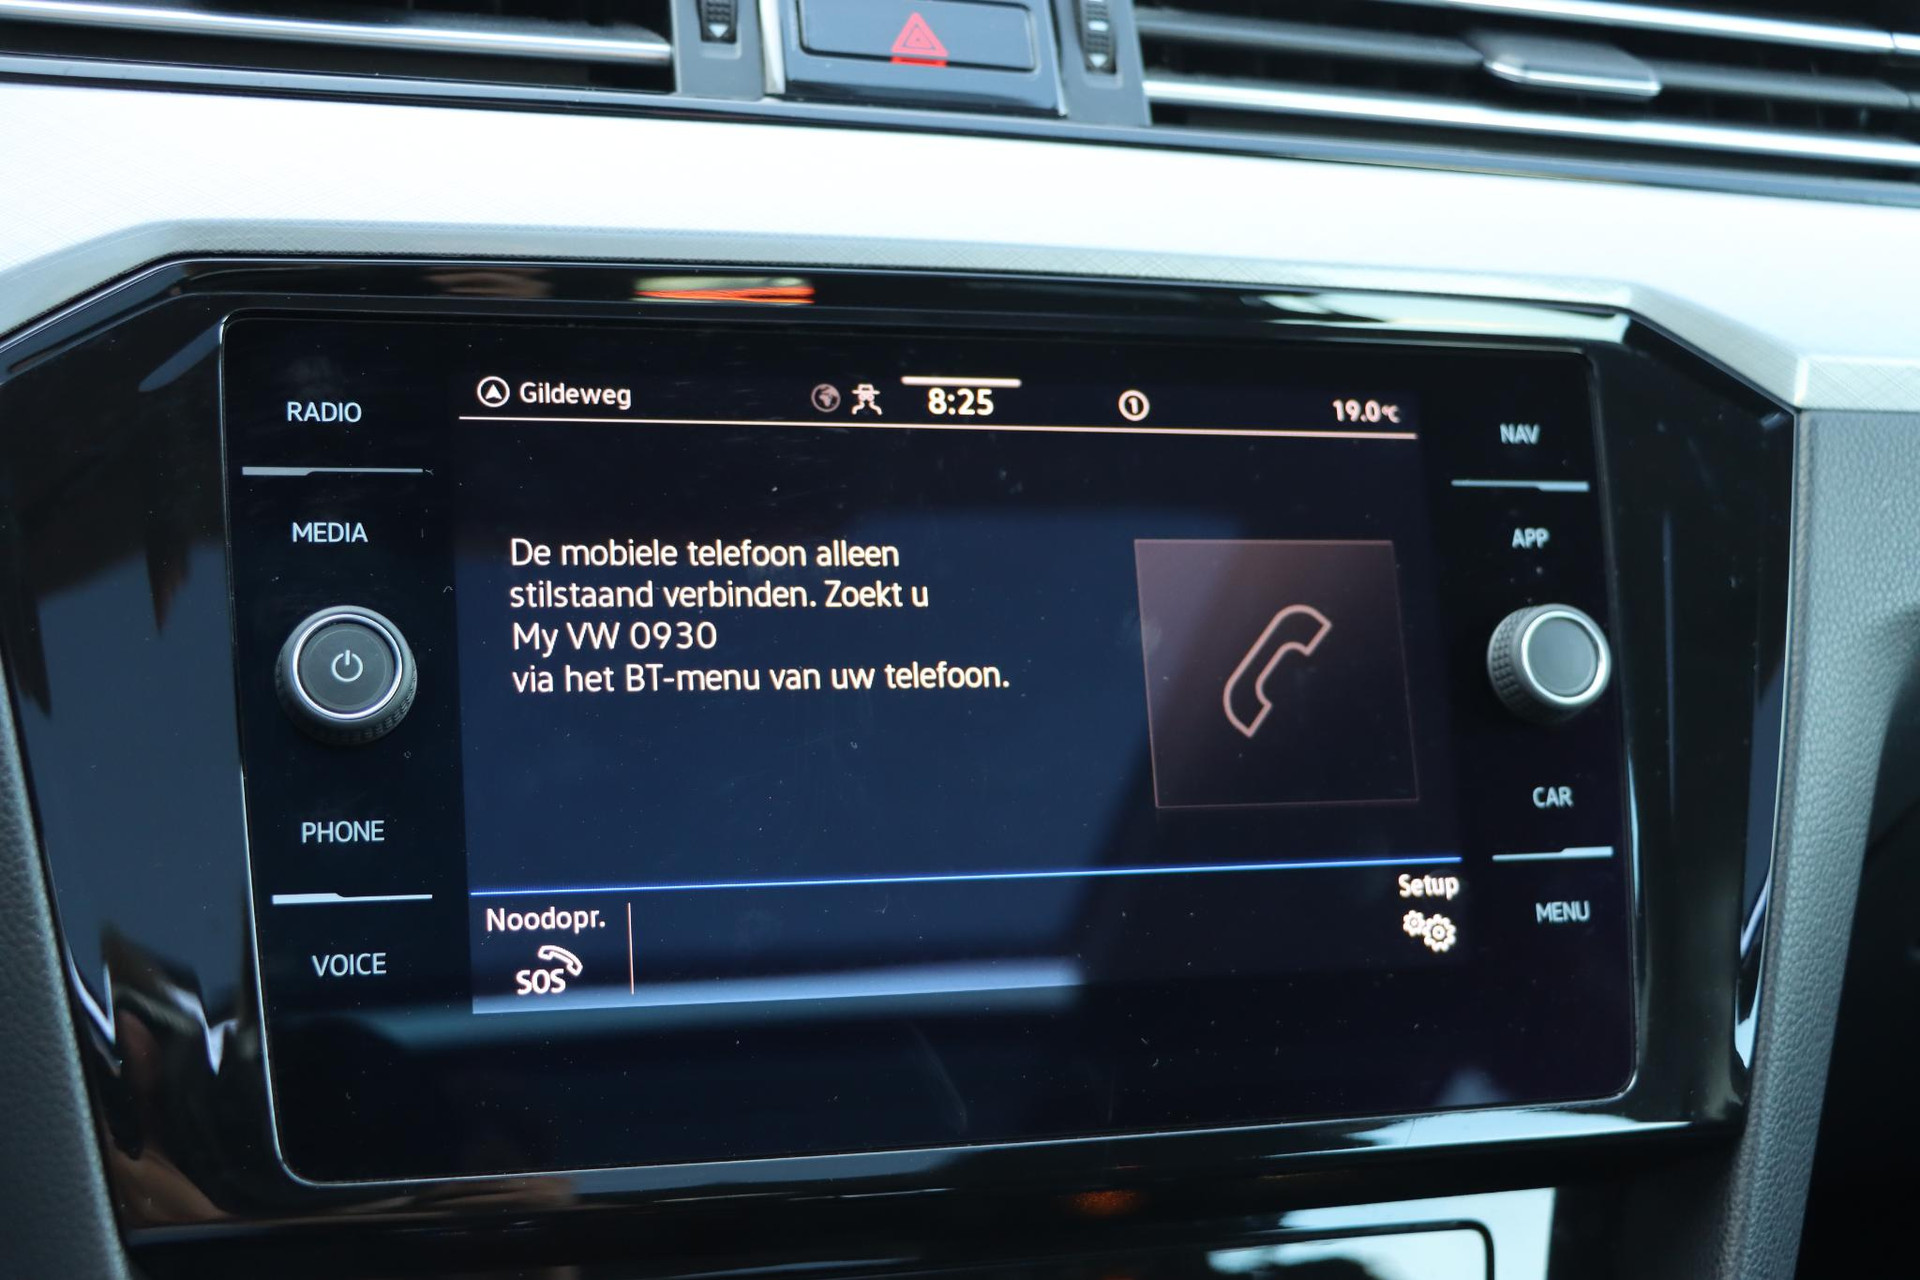 RADIO
MEDIA
PHONE
VOICE
Gildeweg
8:25
1
19.0°C
De mobiele telefoon alleen
stilstaand verbinden. Zoekt u
My VW 0930
via het BT-menu van uw telefoon.
Noodopr.
SOS
Setup
NAV
APP
CAR
MENU